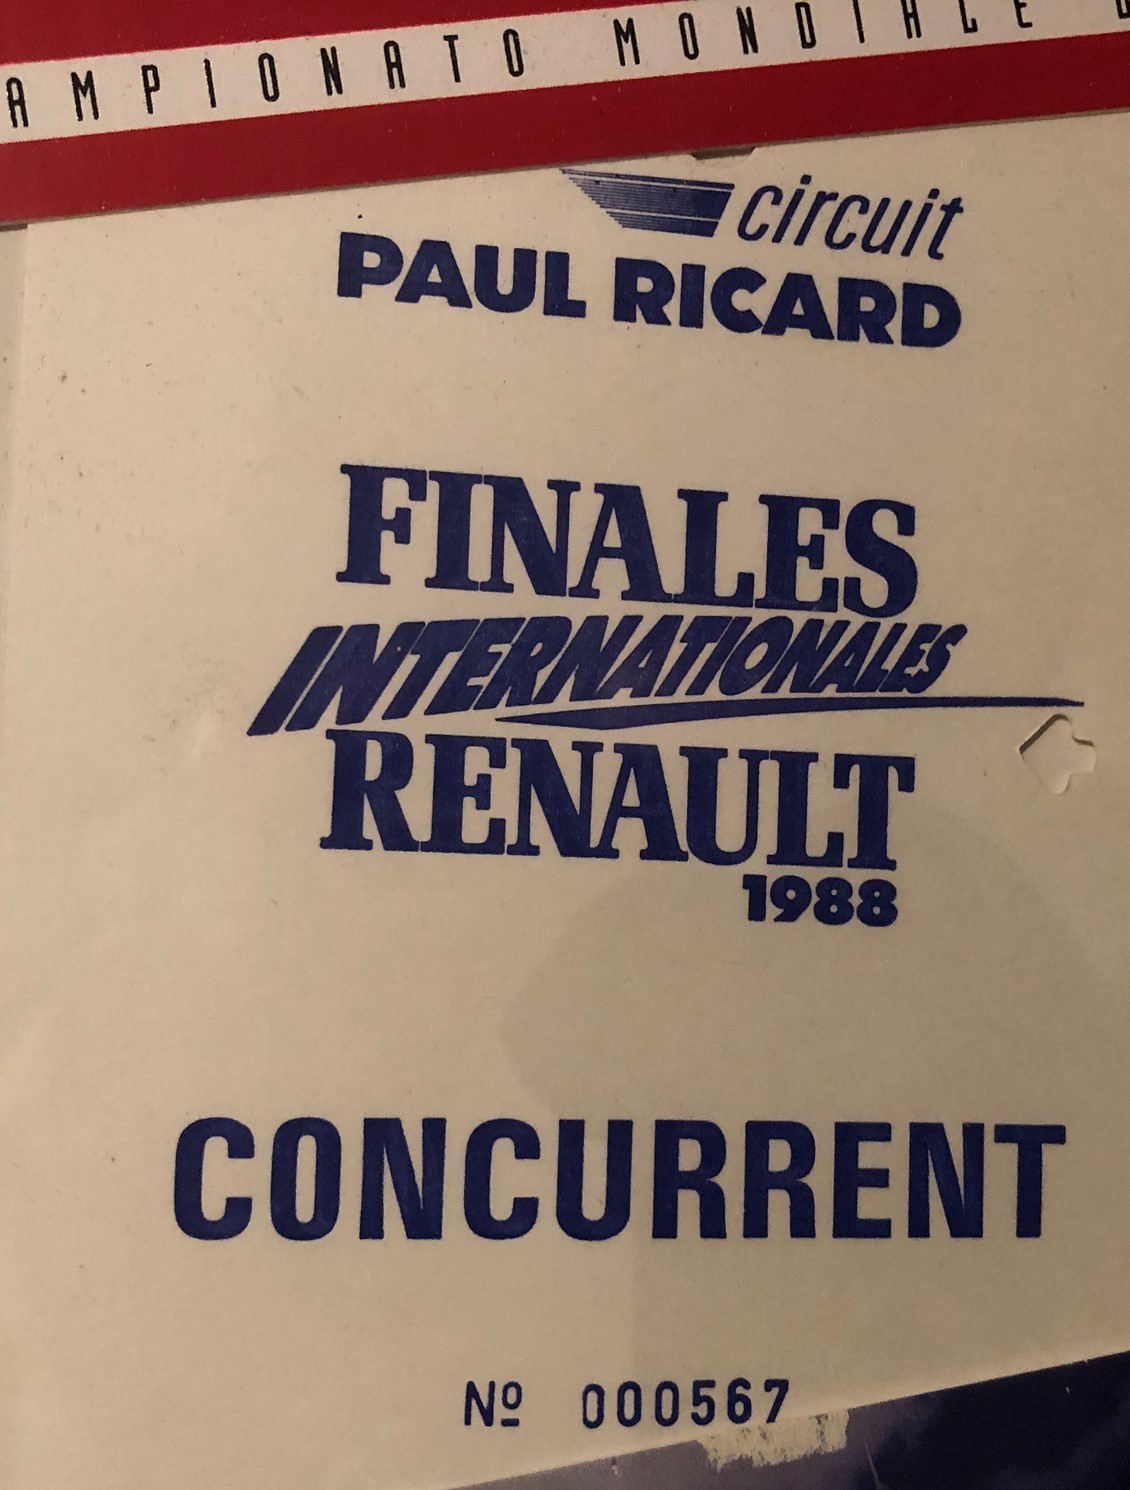 AMPIONATO MONDIALE
circuit
PAUL RICARD
FINALES
INTERNATIONALES
RENAULT
1988
CONCURRENT
Nº 000567